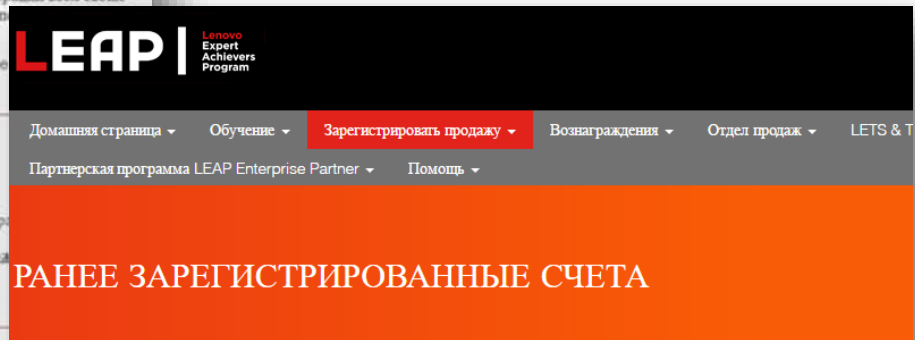 LEAP
Lenovo
Expert
Achievers
Program
Домашняя страница Обучение Зарегистрировать продажу Вознаграждения Отдел продаж LETS & T
Партнерская программа LEAP Enterprise Partner Помощь
РАНЕЕ ЗАРЕГИСТРИРОВАННЫЕ СЧЕТА